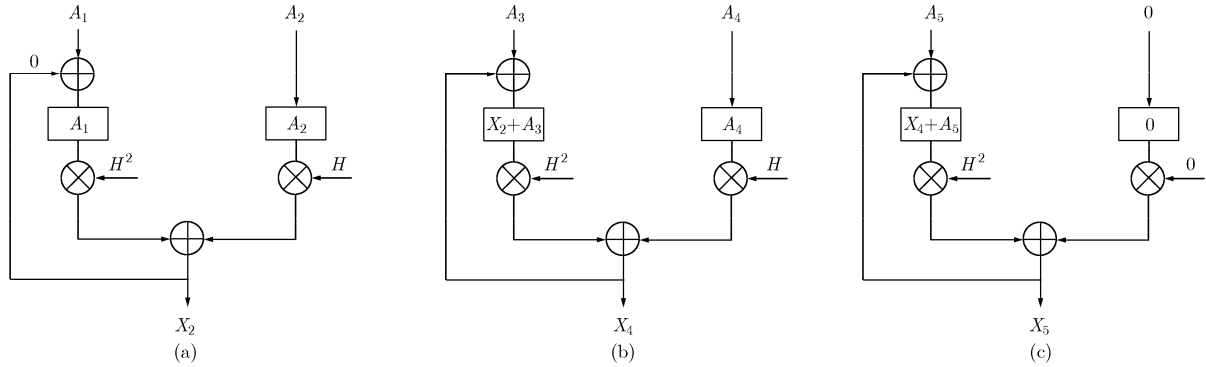 A₁ A₂ A₃ A₄ A₅ 0
0
A₁ A₂ X₂+A₃ A₄ X₄+A₅ 0
H² H H² H H² 0
X₂ X₄ X₅
(a) (b) (c)